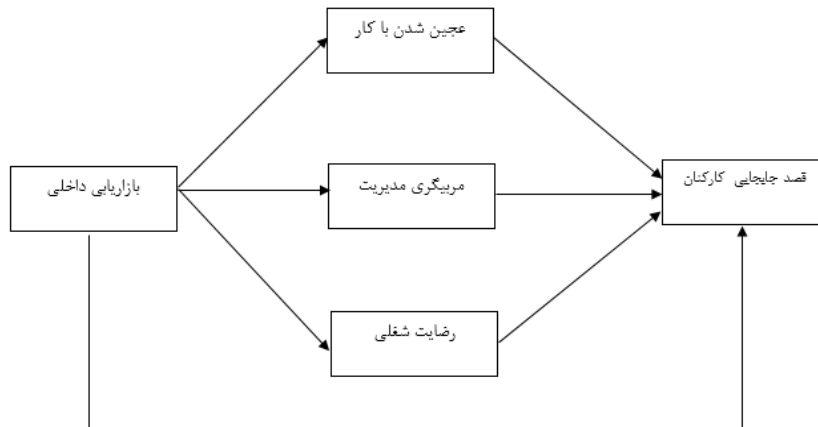 عجین شدن با کار
بازاریابی داخلی
مربیگری مدیریت
قصد جابجایی کارکنان
رضایت شغلی